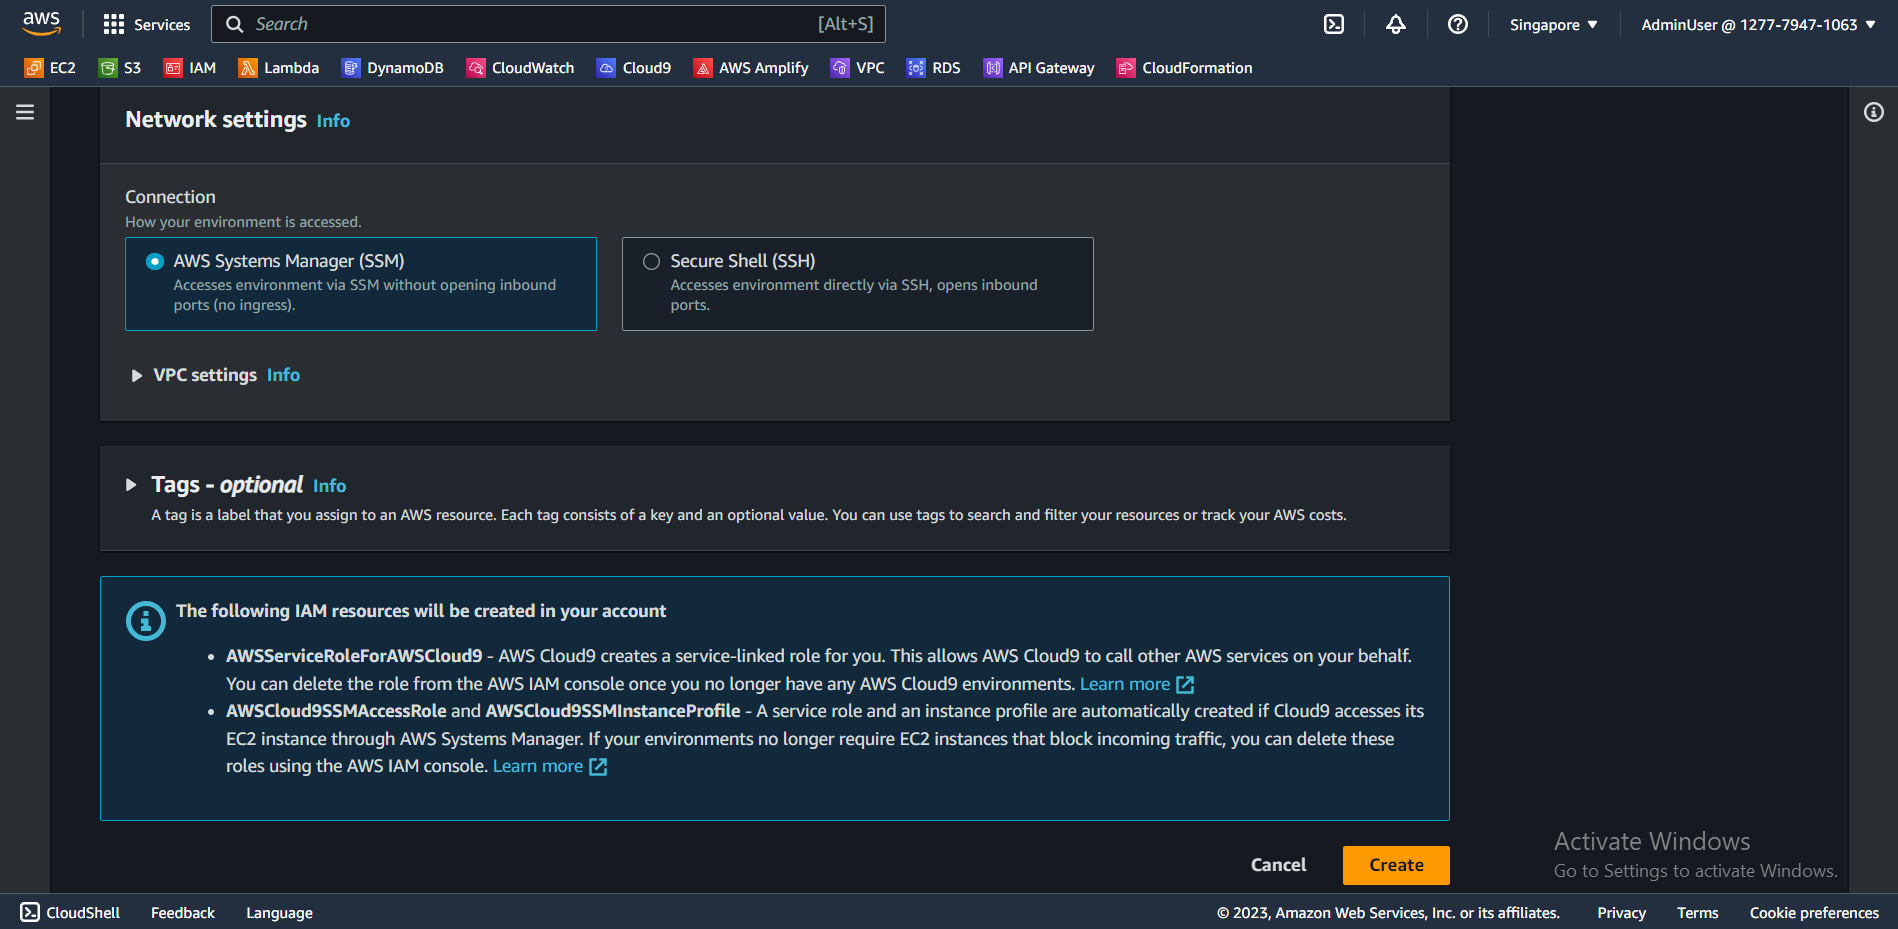 aws
Services
Search [Alt+S]
Singapore
AdminUser @ 1277-7947-1063
EC2 S3 IAM Lambda DynamoDB CloudWatch Cloud9 AWS Amplify VPC RDS API Gateway CloudFormation
Network settings Info
Connection
How your environment is accessed.
AWS Systems Manager (SSM)
Accesses environment via SSM without opening inbound
ports (no ingress).
Secure Shell (SSH)
Accesses environment directly via SSH, opens inbound
ports.
VPC settings Info
Tags - optional Info
A tag is a label that you assign to an AWS resource. Each tag consists of a key and an optional value. You can use tags to search and filter your resources or track your AWS costs.
The following IAM resources will be created in your account
• AWSServiceRoleForAWSCloud9 - AWS Cloud9 creates a service-linked role for you. This allows AWS Cloud9 to call other AWS services on your behalf.
You can delete the role from the AWS IAM console once you no longer have any AWS Cloud9 environments. Learn more
• AWSCloud9SSMAccessRole and AWSCloud9SSMInstanceProfile - A service role and an instance profile are automatically created if Cloud9 accesses its
EC2 instance through AWS Systems Manager. If your environments no longer require EC2 instances that block incoming traffic, you can delete these
roles using the AWS IAM console. Learn more
Cancel Create
Activate Windows
Go to Settings to activate Windows.
CloudShell Feedback Language
© 2023, Amazon Web Services, Inc. or its affiliates. Privacy Terms Cookie preferences